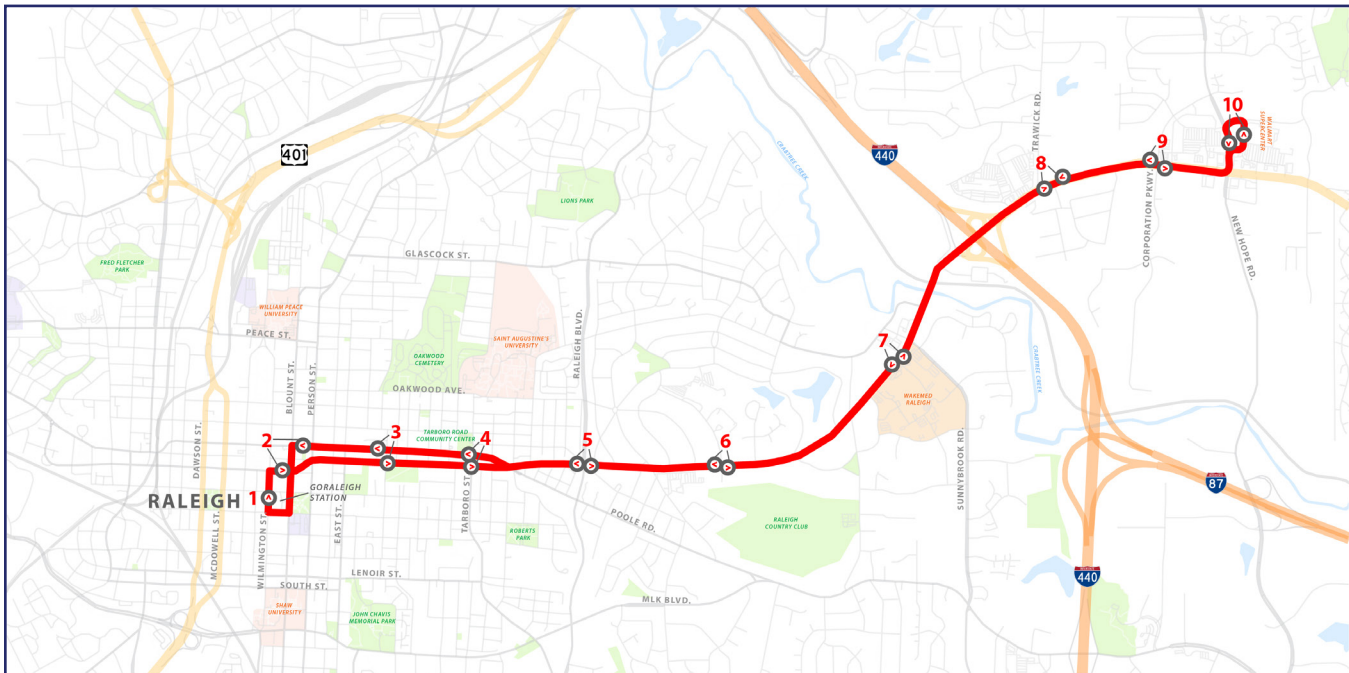 10
WALMART
SUPERCENTER
TRAWICK RD.
440
401
CRABTREE CREEK
9
8
CORPORATION PKWY.
LIONS PARK
NEW HOPE RD.
GLASCOCK ST.
FRED FLETCHER
PARK
WILLIAM PEACE
UNIVERSITY
PEACE ST.
SAINT AUGUSTINE'S
UNIVERSITY
RALEIGH BLVD.
7
OAKWOOD
CEMETERY
CRABTREE CREEK
BLOUNT ST.
PERSON ST.
OAKWOOD AVE.
WAKEMED
RALEIGH
TARBORO ROAD
COMMUNITY CENTER
DAWSON ST.
2
3
4
5
6
SUNNYBROOK RD.
87
RALEIGH
1
GORALEIGH
STATION
TARBORO ST.
EAST ST.
POOLE RD.
RALEIGH
COUNTRY CLUB
ROBERTS
PARK
MCDOWELL ST.
WILMINGTON ST.
LENOIR ST.
SOUTH ST.
440
MLK BLVD.
SHAW
UNIVERSITY
JOHN CHAVIS
MEMORIAL PARK